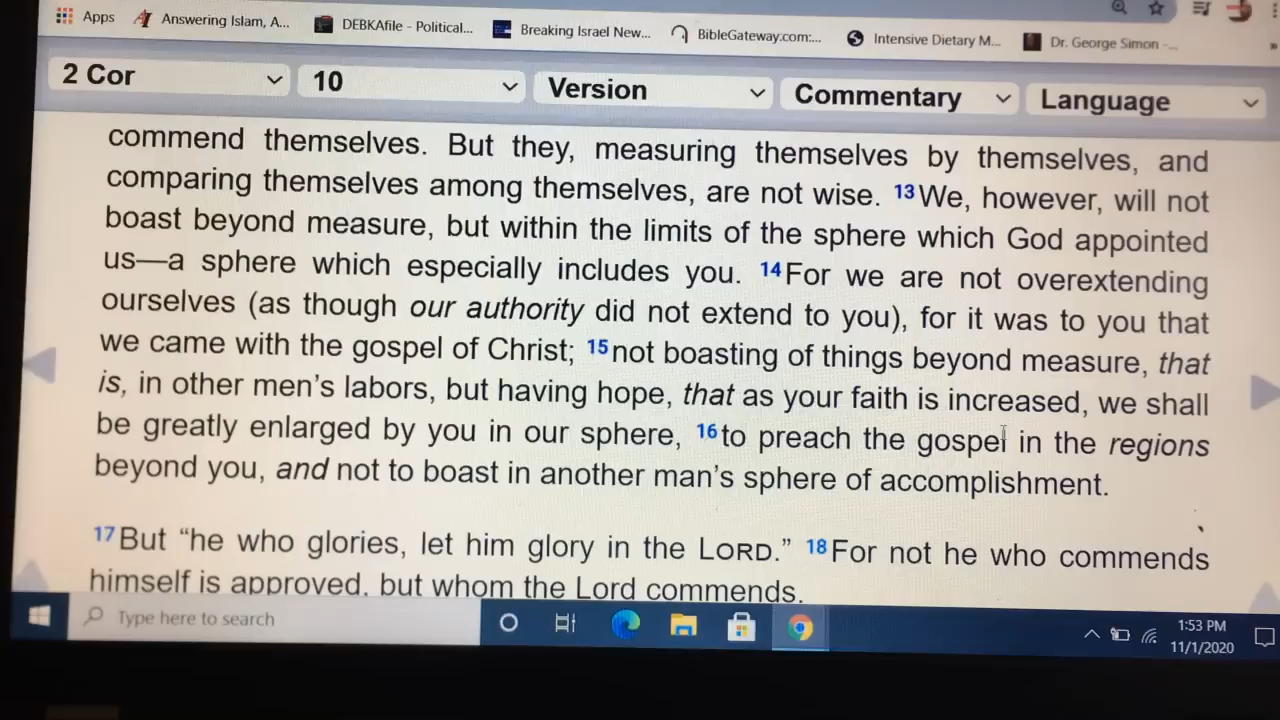 Apps Answering Islam, A... DEBKAfile - Political... Breaking Israel New... BibleGateway.com:... Intensive Dietary M... Dr. George Simon -... »
2 Cor 10 Version Commentary Language
commend themselves. But they, measuring themselves by themselves, and
comparing themselves among themselves, are not wise. 13 We, however, will not
boast beyond measure, but within the limits of the sphere which God appointed
us—a sphere which especially includes you. 14 For we are not overextending
ourselves (as though our authority did not extend to you), for it was to you that
we came with the gospel of Christ; 15 not boasting of things beyond measure, that
is, in other men’s labors, but having hope, that as your faith is increased, we shall
be greatly enlarged by you in our sphere, 16 to preach the gospel in the regions
beyond you, and not to boast in another man’s sphere of accomplishment.
17 But “he who glories, let him glory in the LORD.” 18 For not he who commends
himself is approved, but whom the Lord commends.
Type here to search
1:53 PM
11/1/2020